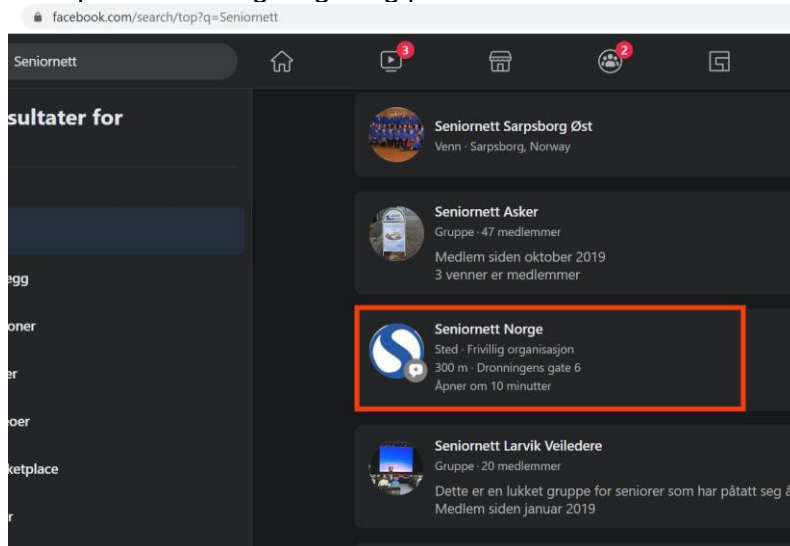 facebook.com/search/top?q=Seniornett
Seniornett
3
2
sultater for
egg
oner
er
oer
ketplace
r
Seniornett Sarpsborg Øst
Venn · Sarpsborg, Norway
Seniornett Asker
Gruppe · 47 medlemmer
Medlem siden oktober 2019
3 venner er medlemmer
Seniornett Norge
Sted · Frivillig organisasjon
300 m · Dronningens gate 6
Åpner om 10 minutter
Seniornett Larvik Veiledere
Gruppe · 20 medlemmer
Dette er en lukket gruppe for seniorer som har påtatt seg å
Medlem siden januar 2019